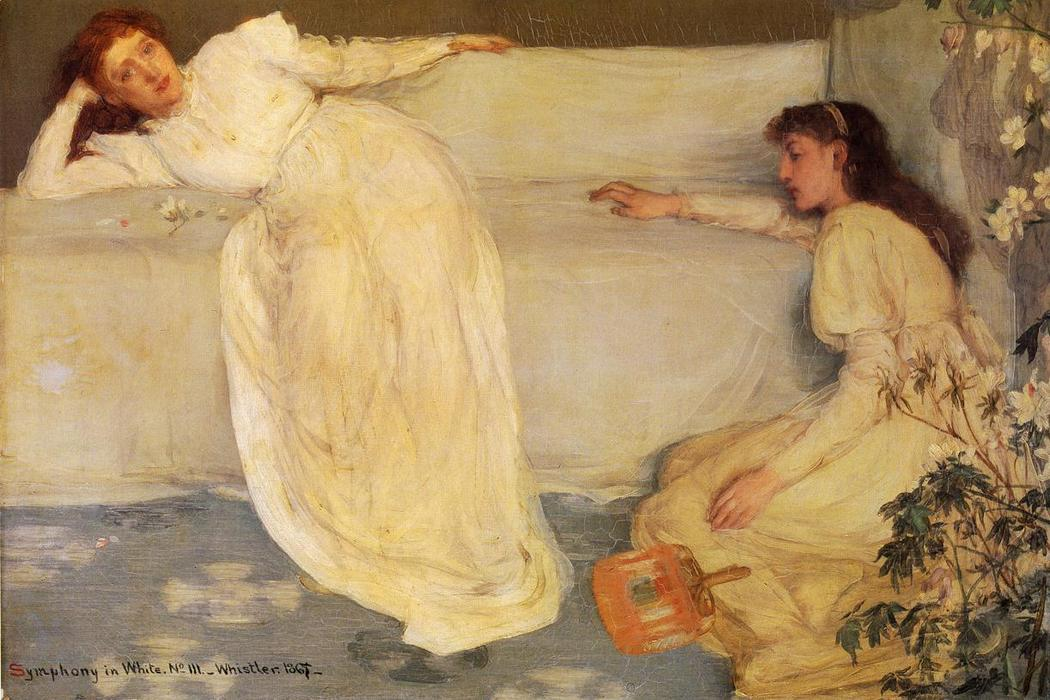 Symphony in White. Nº III. – Whistler. 1867 –